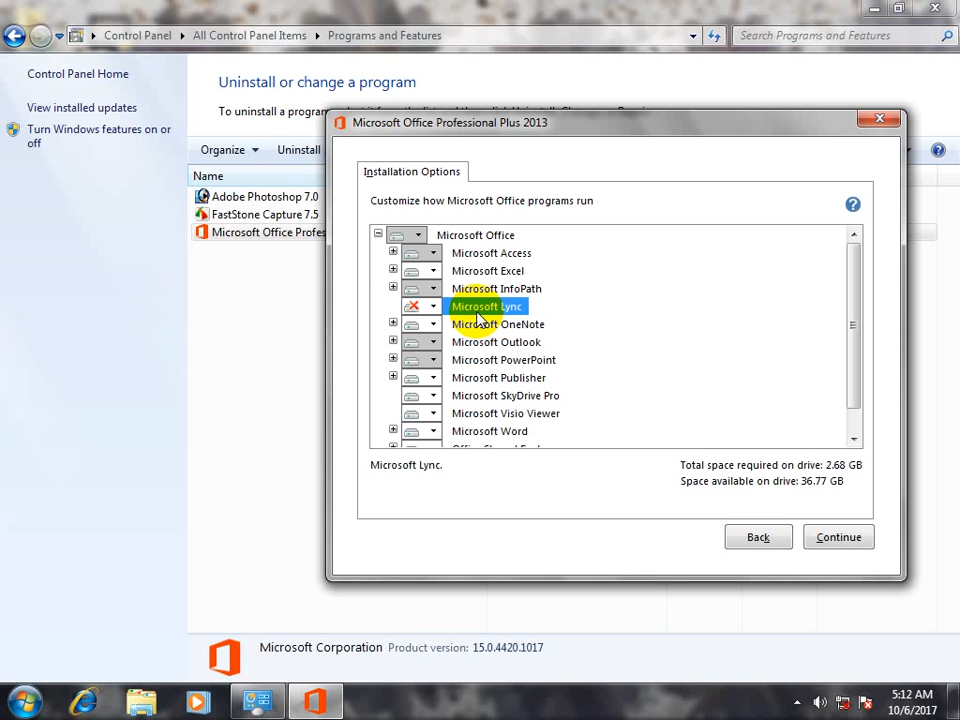 Control Panel
All Control Panel Items
Programs and Features
Search Programs and Features
Control Panel Home
View installed updates
Turn Windows features on or
off
Uninstall or change a program
To uninstall a program,
Organize
Uninstall
Name
Adobe Photoshop 7.0
FastStone Capture 7.5
Microsoft Office Profes
Microsoft Office Professional Plus 2013
Installation Options
Customize how Microsoft Office programs run
Microsoft Office
Microsoft Access
Microsoft Excel
Microsoft InfoPath
Microsoft Lync
Microsoft OneNote
Microsoft Outlook
Microsoft PowerPoint
Microsoft Publisher
Microsoft SkyDrive Pro
Microsoft Visio Viewer
Microsoft Word
Microsoft Lync.
Total space required on drive: 2.68 GB
Space available on drive: 36.77 GB
Back
Continue
Microsoft Corporation Product version: 15.0.4420.1017
5:12 AM
10/6/2017